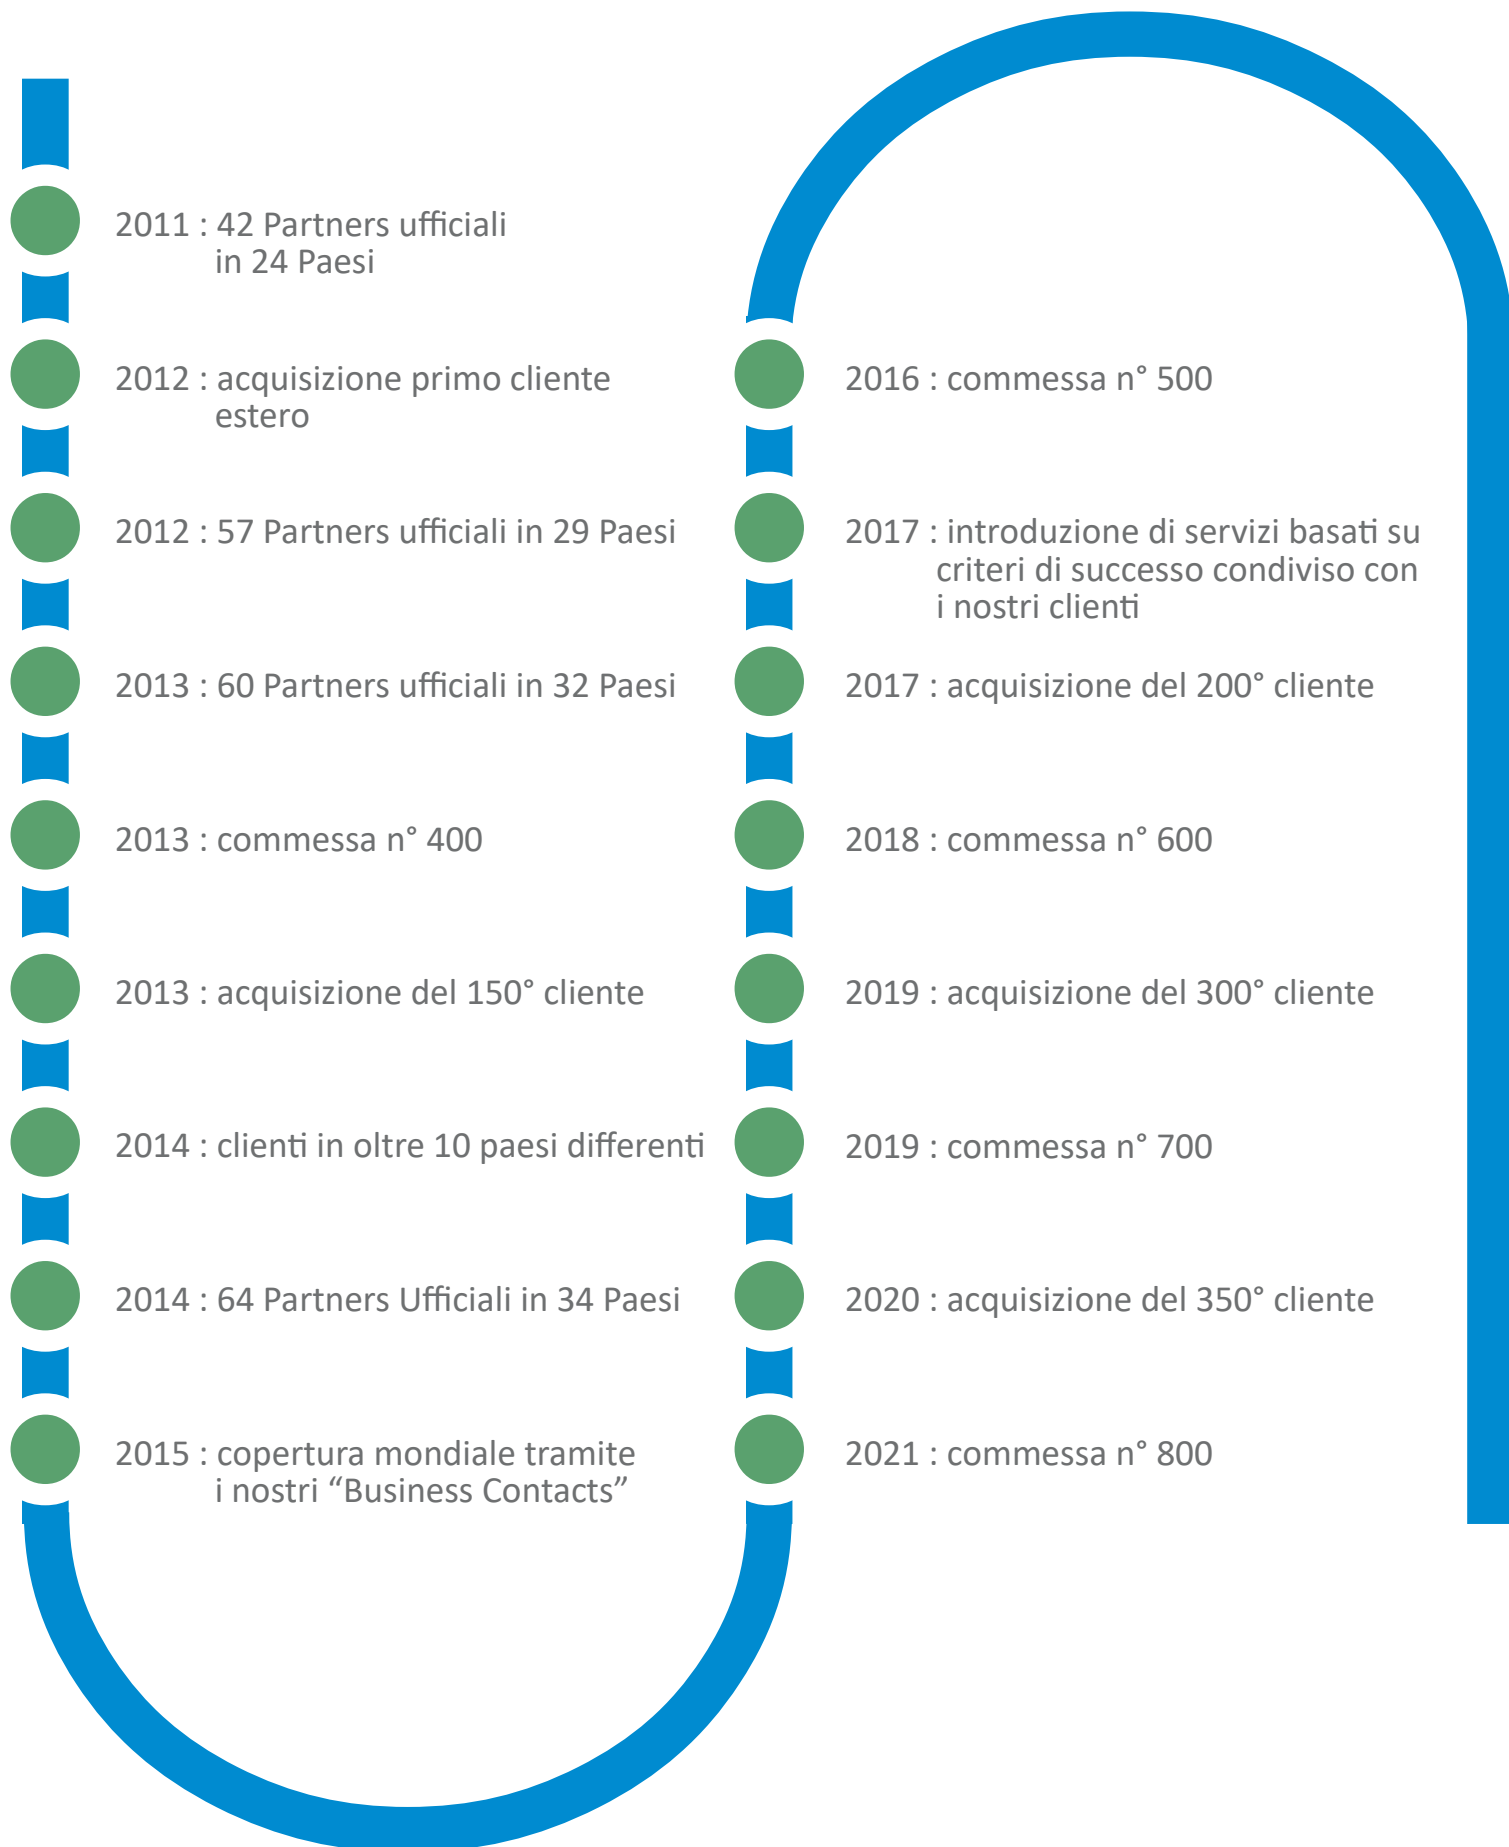 2011 : 42 Partners ufficiali
in 24 Paesi
2012 : acquisizione primo cliente
estero
2012 : 57 Partners ufficiali in 29 Paesi
2013 : 60 Partners ufficiali in 32 Paesi
2013 : commessa n° 400
2013 : acquisizione del 150° cliente
2014 : clienti in oltre 10 paesi differenti
2014 : 64 Partners Ufficiali in 34 Paesi
2015 : copertura mondiale tramite
i nostri “Business Contacts”
2016 : commessa n° 500
2017 : introduzione di servizi basati su
criteri di successo condiviso con
i nostri clienti
2017 : acquisizione del 200° cliente
2018 : commessa n° 600
2019 : acquisizione del 300° cliente
2019 : commessa n° 700
2020 : acquisizione del 350° cliente
2021 : commessa n° 800